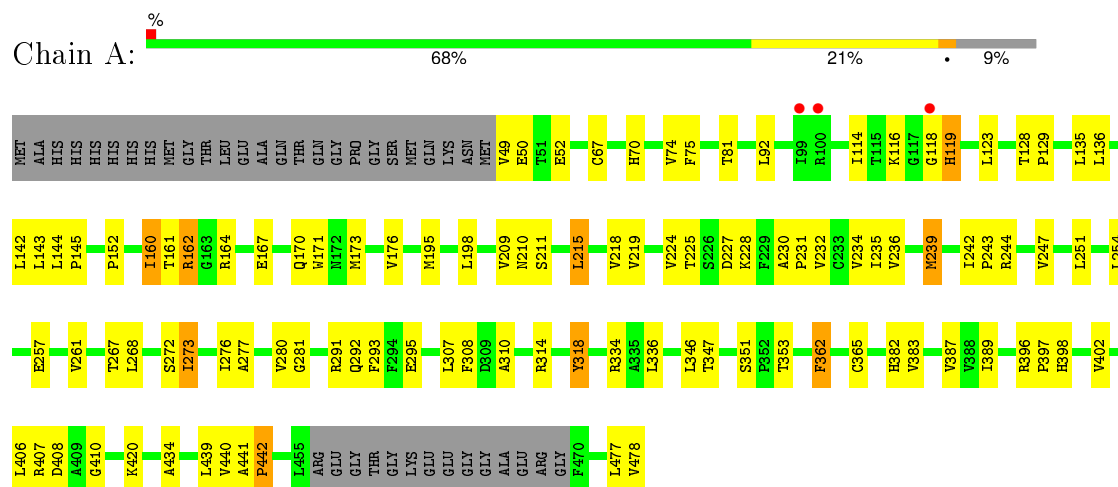 %
Chain A:
68% 21% • 9%
MET ALA HIS HIS HIS HIS HIS HIS MET GLY THR LEU GLU ALA GLN THR GLN GLY PRO GLY SER MET GLN LYS ASN MET V49 E50 T51 E52 C67 H70 V74 F75 T81 L92 I99 R100 I114 T115 K116 G117 G118 H119 L123 T128 P129 L135 L136
L142 L143 L144 P145 P152 I160 T161 R162 G163 R164 E167 Q170 W171 N172 M173 V176 M195 L198 V209 N210 S211 L215 V218 V219 V224 T225 S226 D227 K228 F229 A230 P231 V232 C233 V234 I235 V236 M239 I242 P243 R244 V247 L251 L254
E257 V261 T267 L268 S272 I273 I276 A277 V280 G281 R291 Q292 F293 F294 E295 L307 F308 D309 A310 R314 Y318 R334 A335 L336 L346 T347 S351 P352 T353 F362 C365 H382 V383 V387 V388 I389 R396 P397 H398 V402
L406 R407 D408 A409 G410 K420 A434 L439 V440 A441 P442 L455 ARG GLU GLY THR GLY LYS GLU GLU GLY GLY ALA GLU ARG GLY F470 L477 V478